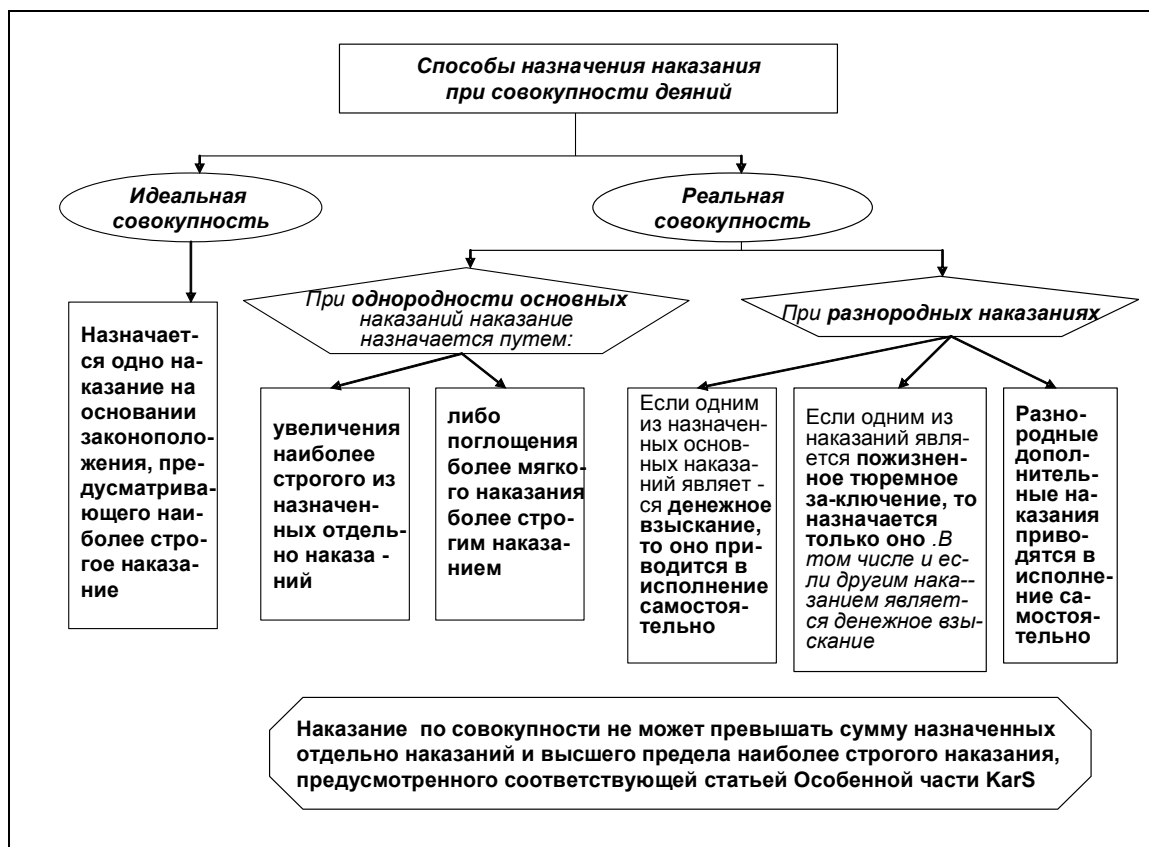 Способы назначения наказания
при совокупности деяний
Идеальная
совокупность
Реальная
совокупность
При однородности основных
наказаний наказание
назначается путем:
При разнородных наказаниях
Назначает-
ся одно на-
казание на
основании
законополо-
жения, пре-
дусматрива-
ющего наи-
более стро-
гое наказа-
ние
увеличения
наиболее
строгого из
назначен-
ных отдель-
но наказа -
ний
либо
поглощения
более мягко-
го наказания
более стро-
гим наказа-
нием
Если одним
из назначен-
ных основ-
ных наказа-
ний являет -
ся денежное
взыскание,
то оно при-
водится в
исполнение
самостоя-
тельно
Если одним из
наказаний явля-
ется пожизнен-
ное тюремное
за-ключение, то
назначается
только оно .В
том числе и ес-
ли другим нака--
занием являет-
ся денежное взы-
скание
Разно-
родные
допол-
нитель-
ные на-
казания
приво-
дятся в
исполне-
ние са-
мостоя-
тельно
Наказание  по совокупности не может превышать сумму назначенных
отдельно наказаний и высшего предела наиболее строгого наказания,
предусмотренного соответствующей статьей Особенной части KarS